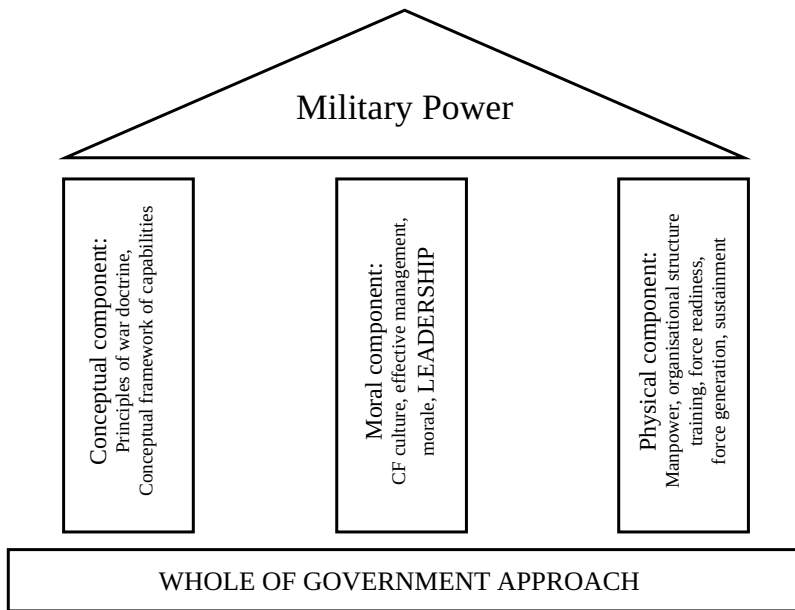 Military Power
Conceptual component:
Principles of war doctrine,
Conceptual framework of capabilities
Moral component:
CF culture, effective management,
morale, LEADERSHIP
Physical component:
Manpower, organisational structure
training, force readiness,
force generation, sustainment
WHOLE OF GOVERNMENT APPROACH